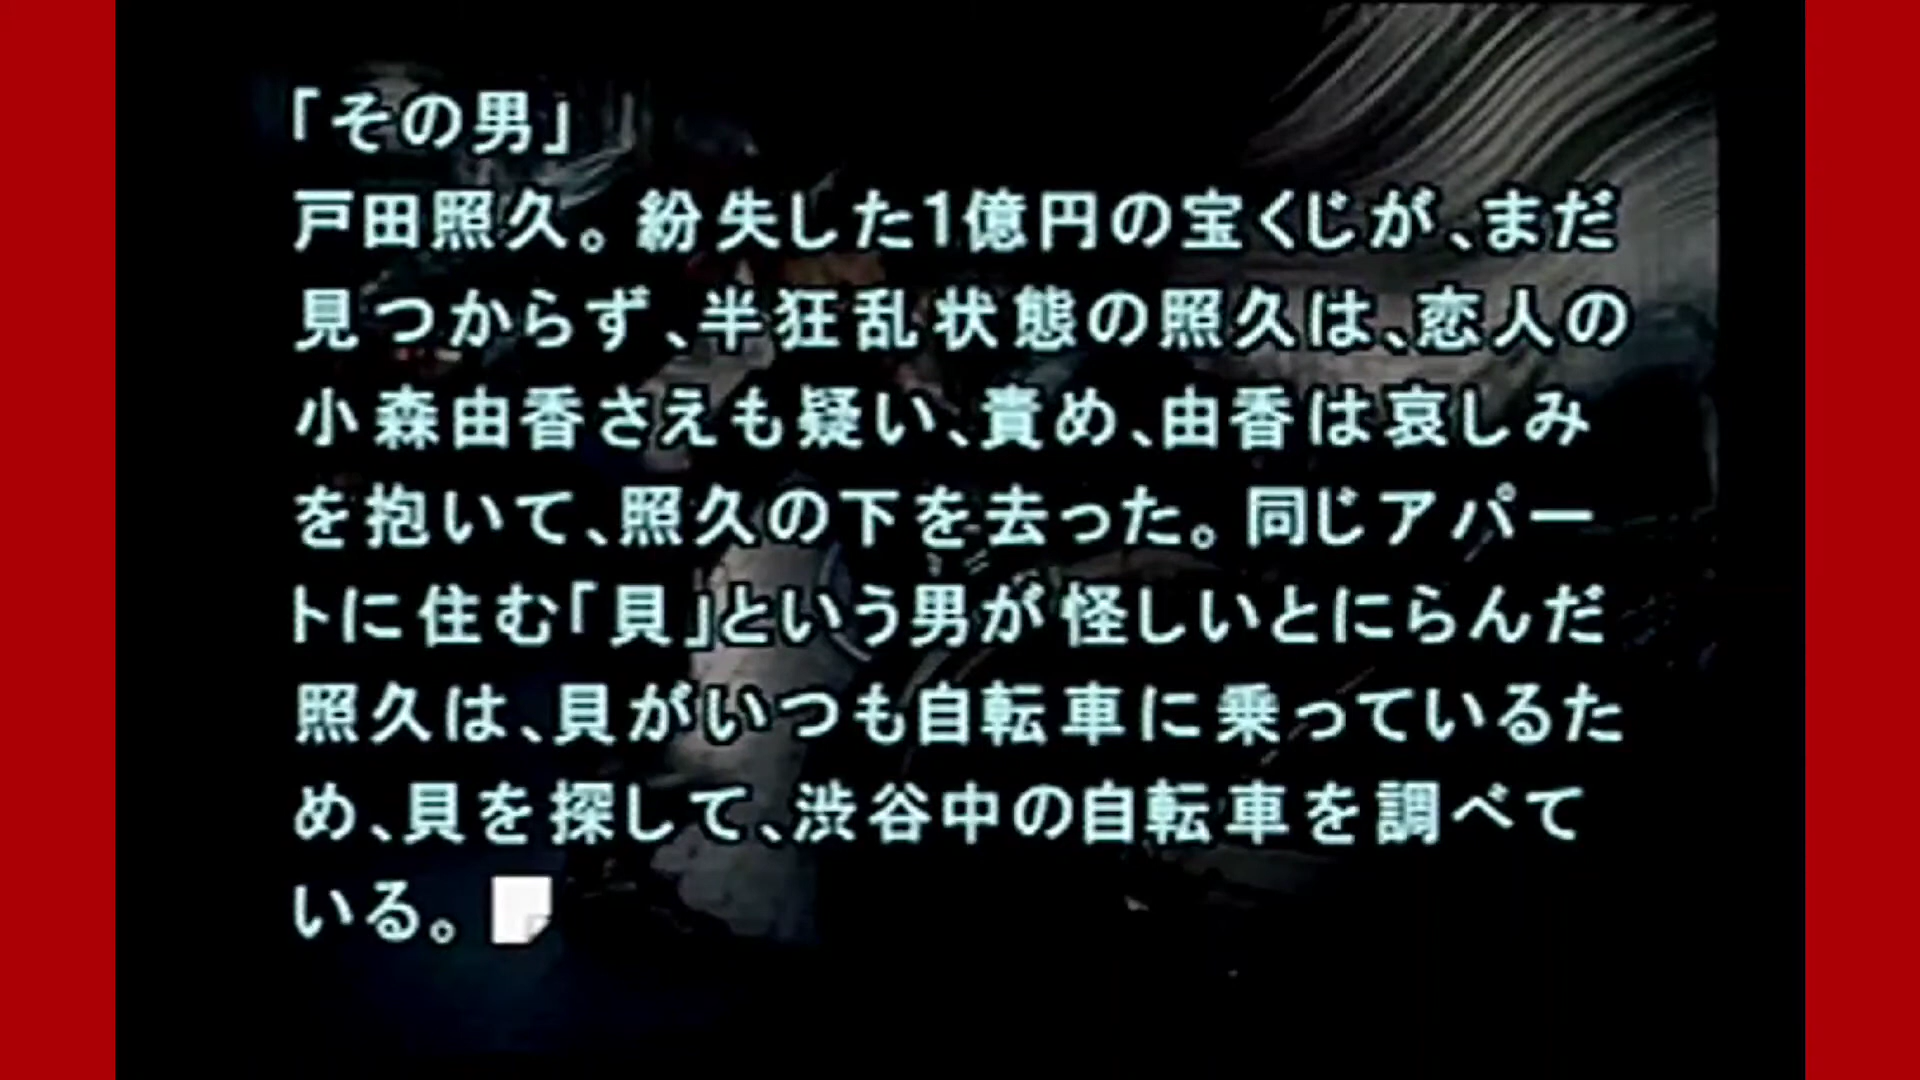 「その男」
戸田照久。紛失した1億円の宝くじが、まだ
見つからず、半狂乱状態の照久は、恋人の
小森由香さえも疑い、責め、由香は哀しみ
を抱いて、照久の下を去った。同じアパー
トに住む「貝」という男が怪しいとにらんだ
照久は、貝がいつも自転車に乗っているた
め、貝を探して、渋谷中の自転車を調べて
いる。